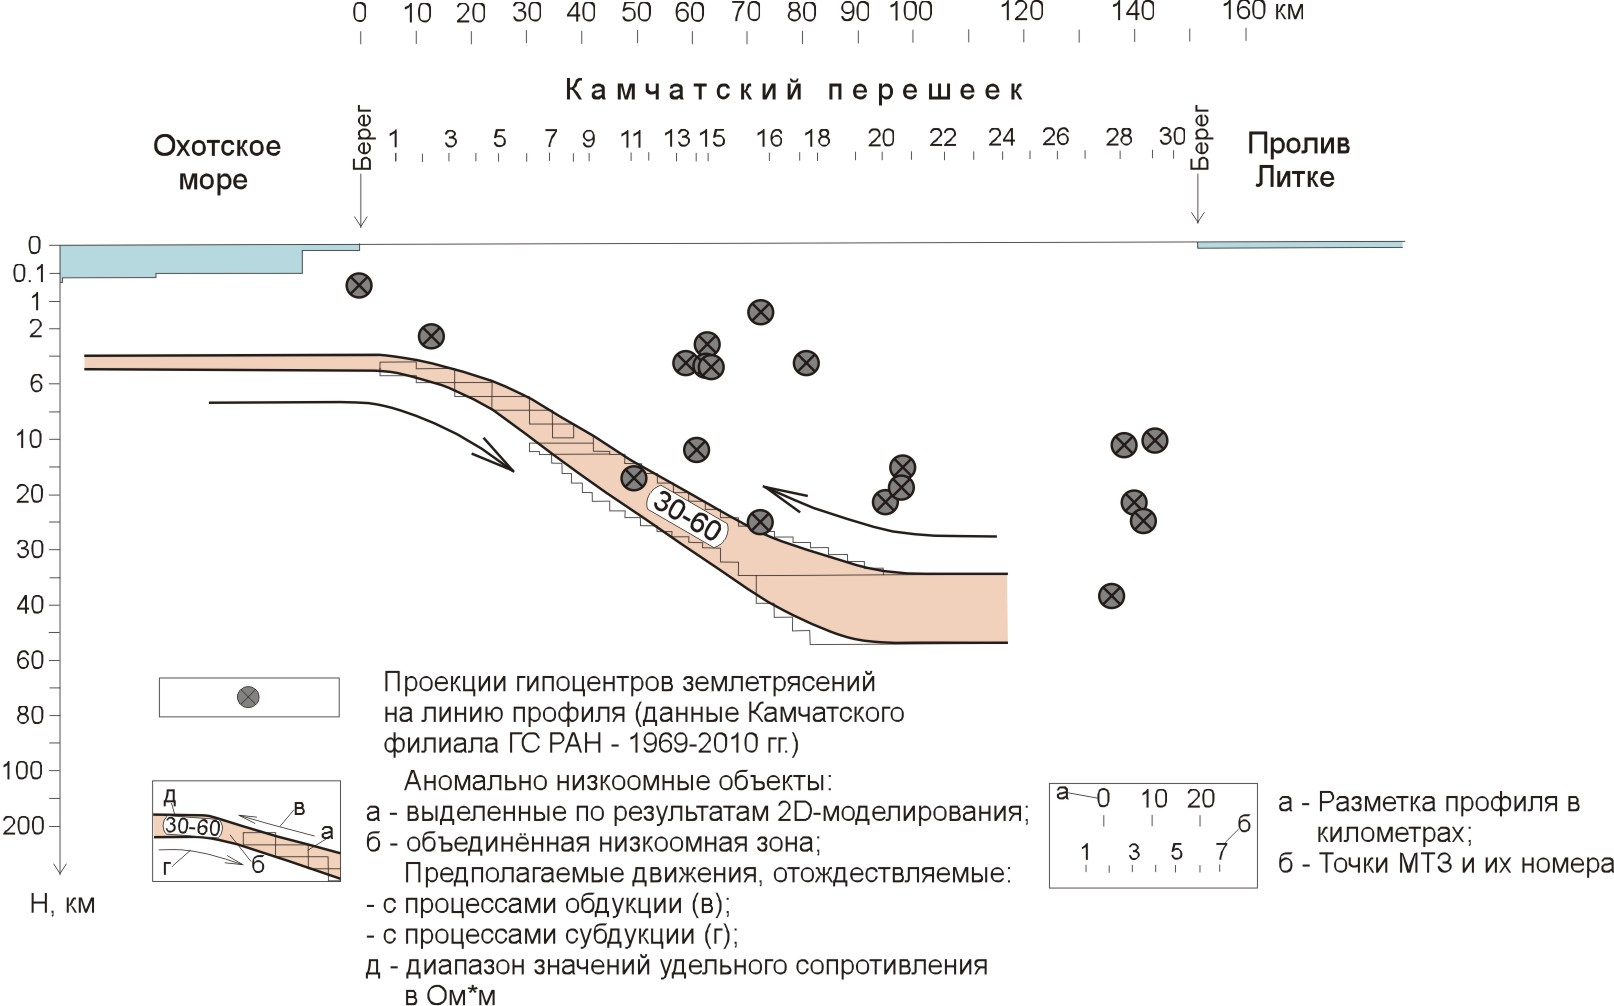 0 10 20 30 40 50 60 70 80 90 100 120 140 160 км
Камчатский перешеек
Берег
1 3 5 7 9 11 13 15 16 18 20 22 24 26 28 30
Берег
Охотское
море
Пролив
Литке
0
0.1
1
2
6
10
20
30
40
60
80
100
200
Н, км
30-60
Проекции гипоцентров землетрясений
на линию профиля (данные Камчатского
филиала ГС РАН - 1969-2010 гг.)
д
в
30-60
а
г
б
Аномально низкоомные объекты:
а - выделенные по результатам 2D-моделирования;
б - объединённая низкоомная зона;
Предполагаемые движения, отождествляемые:
- с процессами обдукции (в);
- с процессами субдукции (г);
д - диапазон значений удельного сопротивления
в Ом*м
а 0 10 20
б
1 3 5 7
а - Разметка профиля в
километрах;
б - Точки МТЗ и их номера